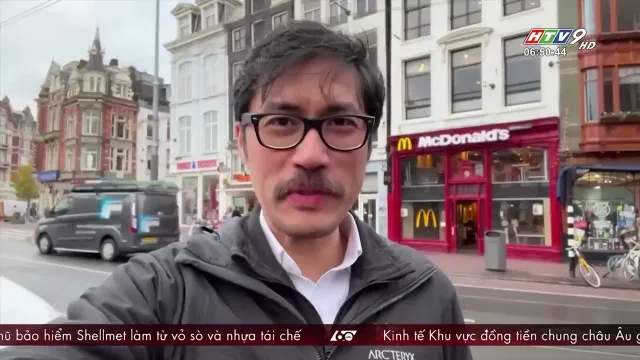 HTV9 HD
06:50:44
McDonald's
ARC'TERYX
ũ bảo hiểm Shellmet làm từ vỏ sò và nhựa tái chế
60
Kinh tế Khu vực đồng tiền chung châu Âu g